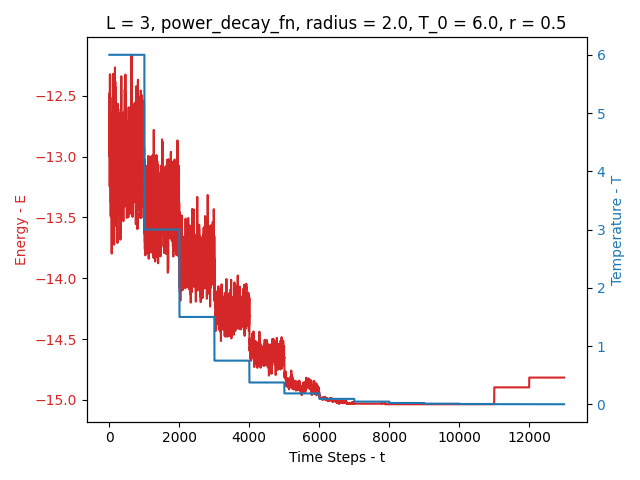 L = 3, power_decay_fn, radius = 2.0, T_0 = 6.0, r = 0.5
−12.5
−13.0
−13.5
−14.0
−14.5
−15.0
Energy - E
6
5
4
3
2
1
0
Temperature - T
0 2000 4000 6000 8000 10000 12000
Time Steps - t